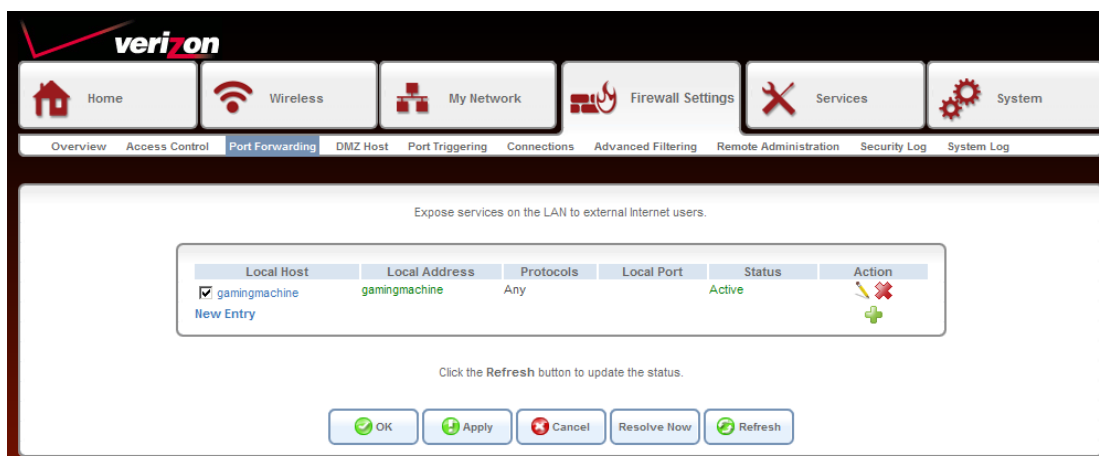 verizon
Home Wireless My Network Firewall Settings Services System
Overview Access Control Port Forwarding DMZ Host Port Triggering Connections Advanced Filtering Remote Administration Security Log System Log
Expose services on the LAN to external Internet users.
Local Host Local Address Protocols Local Port Status Action
gamingmachine gamingmachine Any Active
New Entry
Click the Refresh button to update the status.
OK Apply Cancel Resolve Now Refresh